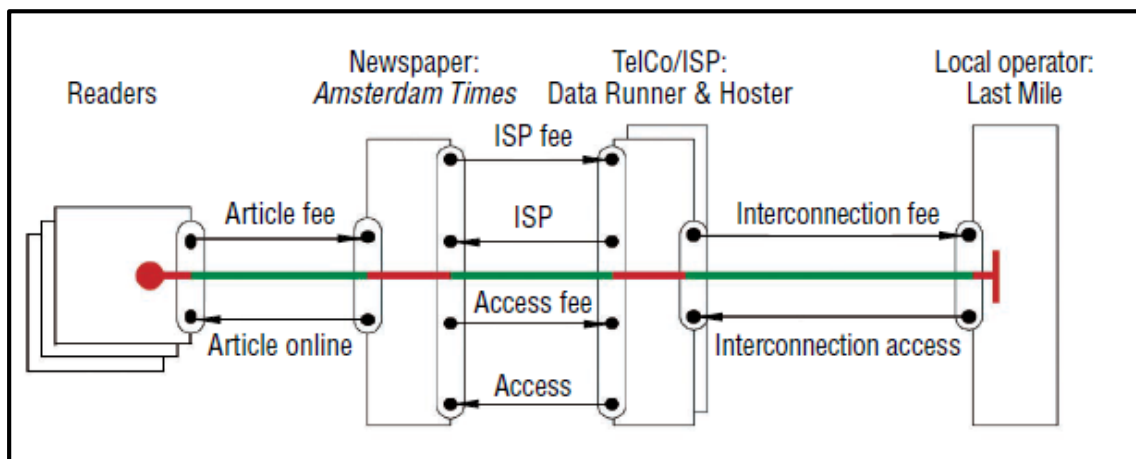 Readers
Newspaper:
Amsterdam Times
TelCo/ISP:
Data Runner & Hoster
Local operator:
Last Mile
ISP fee
Article fee
ISP
Interconnection fee
Access fee
Article online
Interconnection access
Access